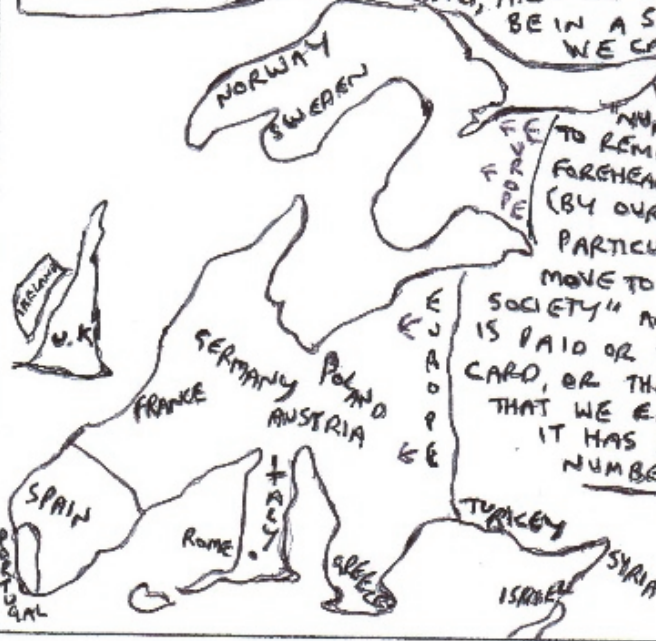 BE IN A S
WE CA
NORWAY
SWEDEN
TO REM
FOREHEA
(BY OUR
PARTICU
MOVE TO
SOCIETY" A
IS PAID OR
CARD, OR TH
THAT WE E
IT HAS
NUMBE
EUROPE
EUROPE
IRELAND
U.K
GERMANY
POLAND
FRANCE
AUSTRIA
SPAIN
PORTUGAL
ITALY
ROME
GREECE
TURKEY
SYRIA
ISRAEL